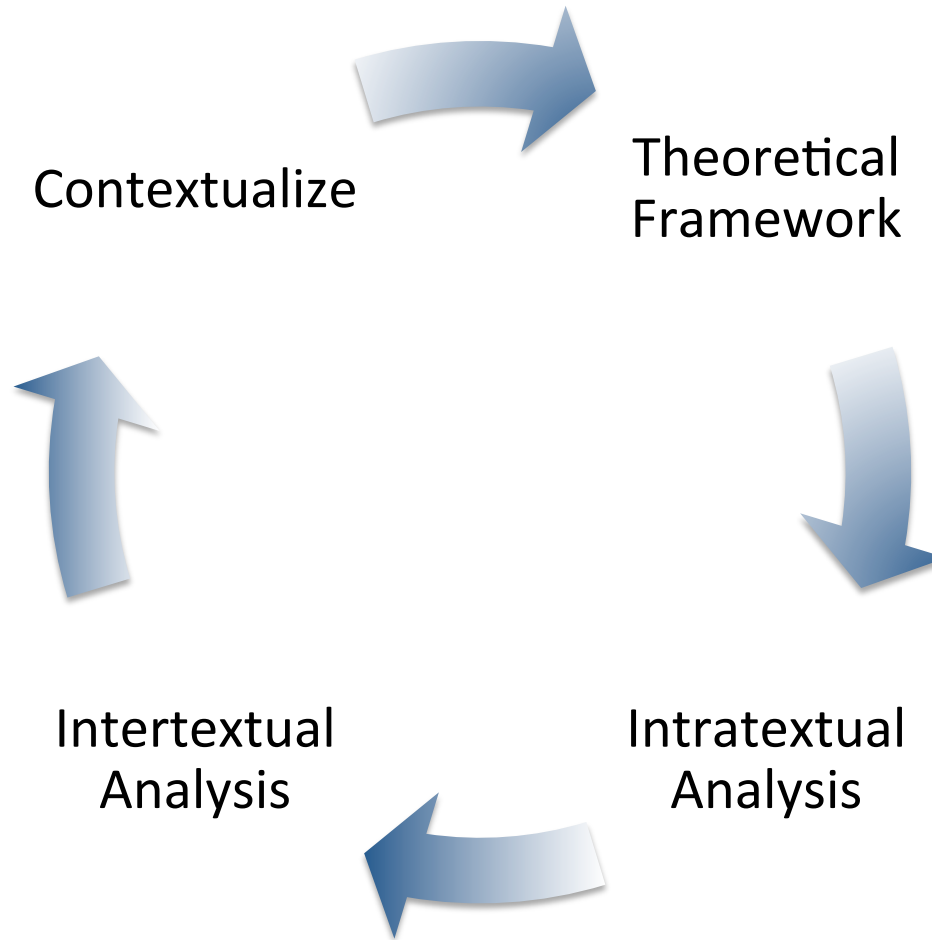 Contextualize
Theoretical
Framework
Intratextual
Analysis
Intertextual
Analysis